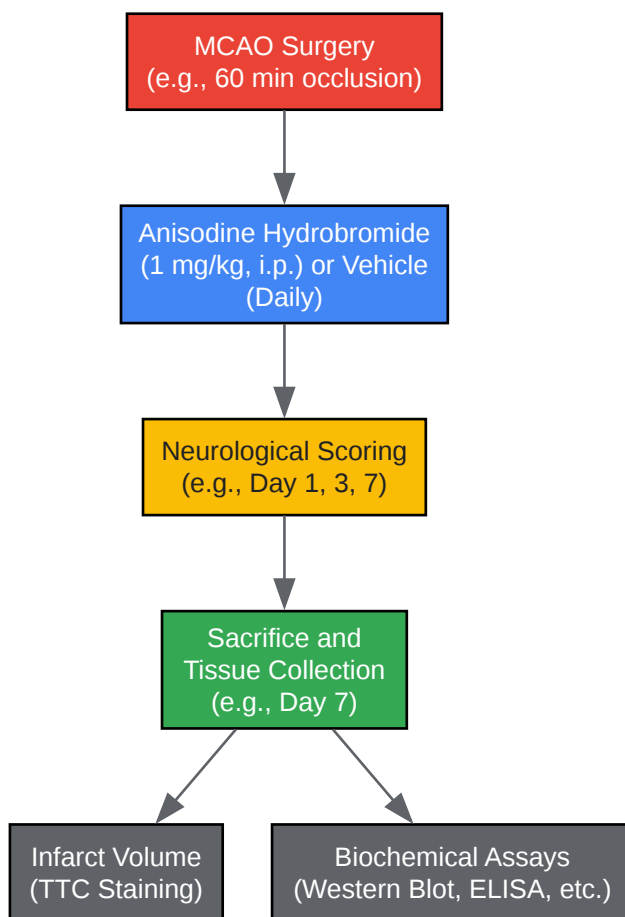 MCAO Surgery
(e.g., 60 min occlusion)
Anisodine Hydrobromide
(1 mg/kg, i.p.) or Vehicle
(Daily)
Neurological Scoring
(e.g., Day 1, 3, 7)
Sacrifice and
Tissue Collection
(e.g., Day 7)
Infarct Volume
(TTC Staining)
Biochemical Assays
(Western Blot, ELISA, etc.)